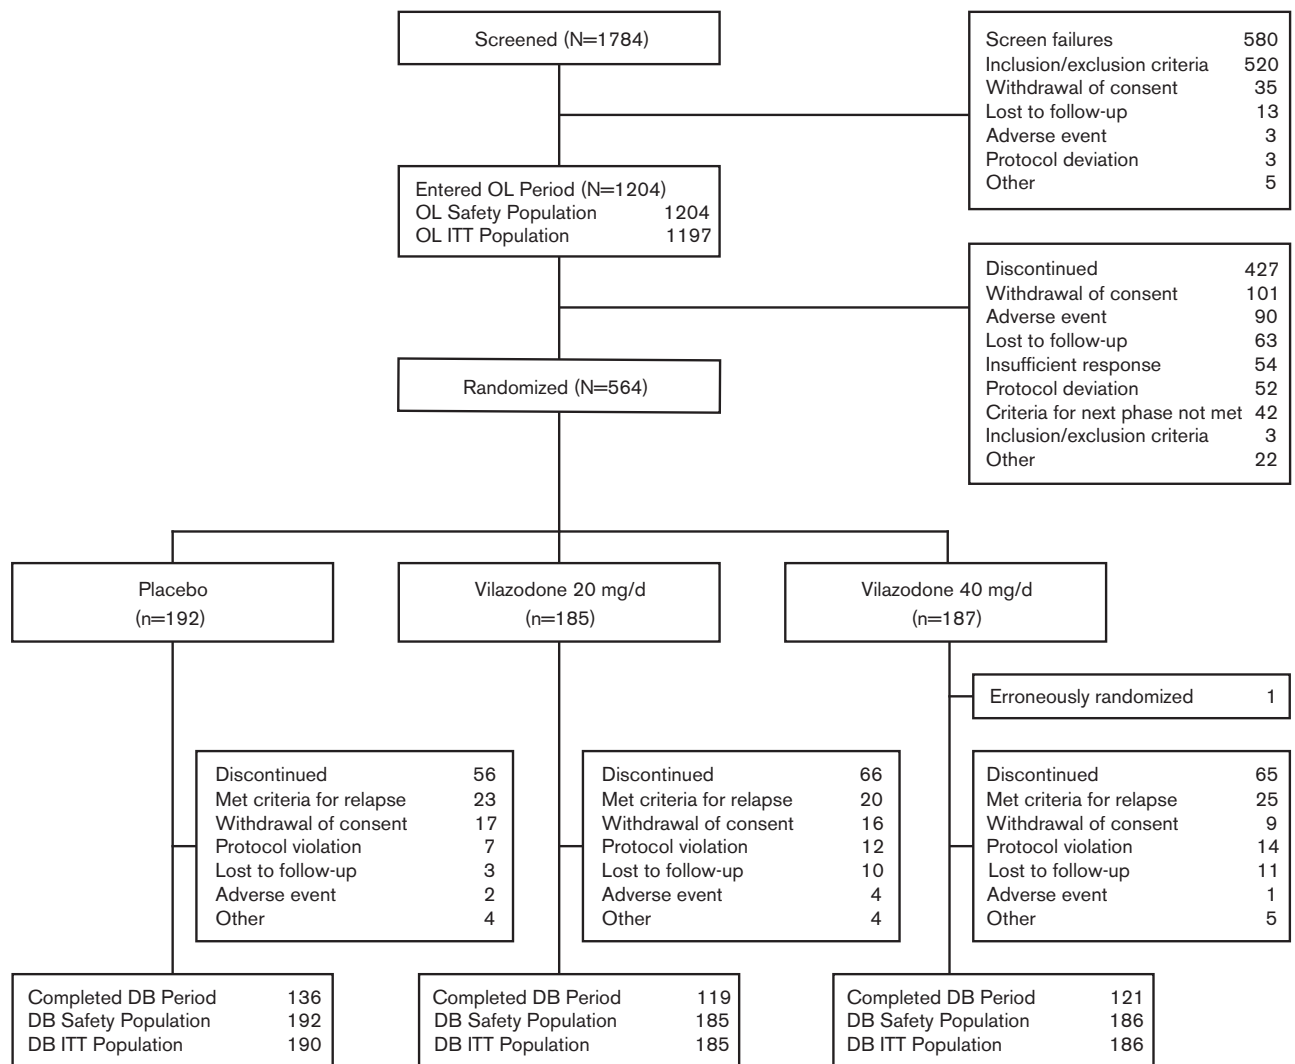 Screened (N=1784)
Screen failures 580
Inclusion/exclusion criteria 520
Withdrawal of consent 35
Lost to follow-up 13
Adverse event 3
Protocol deviation 3
Other 5
Entered OL Period (N=1204)
OL Safety Population 1204
OL ITT Population 1197
Discontinued 427
Withdrawal of consent 101
Adverse event 90
Lost to follow-up 63
Insufficient response 54
Protocol deviation 52
Criteria for next phase not met 42
Inclusion/exclusion criteria 3
Other 22
Randomized (N=564)
Placebo
(n=192)
Vilazodone 20 mg/d
(n=185)
Vilazodone 40 mg/d
(n=187)
Erroneously randomized 1
Discontinued 56
Met criteria for relapse 23
Withdrawal of consent 17
Protocol violation 7
Lost to follow-up 3
Adverse event 2
Other 4
Discontinued 66
Met criteria for relapse 20
Withdrawal of consent 16
Protocol violation 12
Lost to follow-up 10
Adverse event 4
Other 4
Discontinued 65
Met criteria for relapse 25
Withdrawal of consent 9
Protocol violation 14
Lost to follow-up 11
Adverse event 1
Other 5
Completed DB Period 136
DB Safety Population 192
DB ITT Population 190
Completed DB Period 119
DB Safety Population 185
DB ITT Population 185
Completed DB Period 121
DB Safety Population 186
DB ITT Population 186